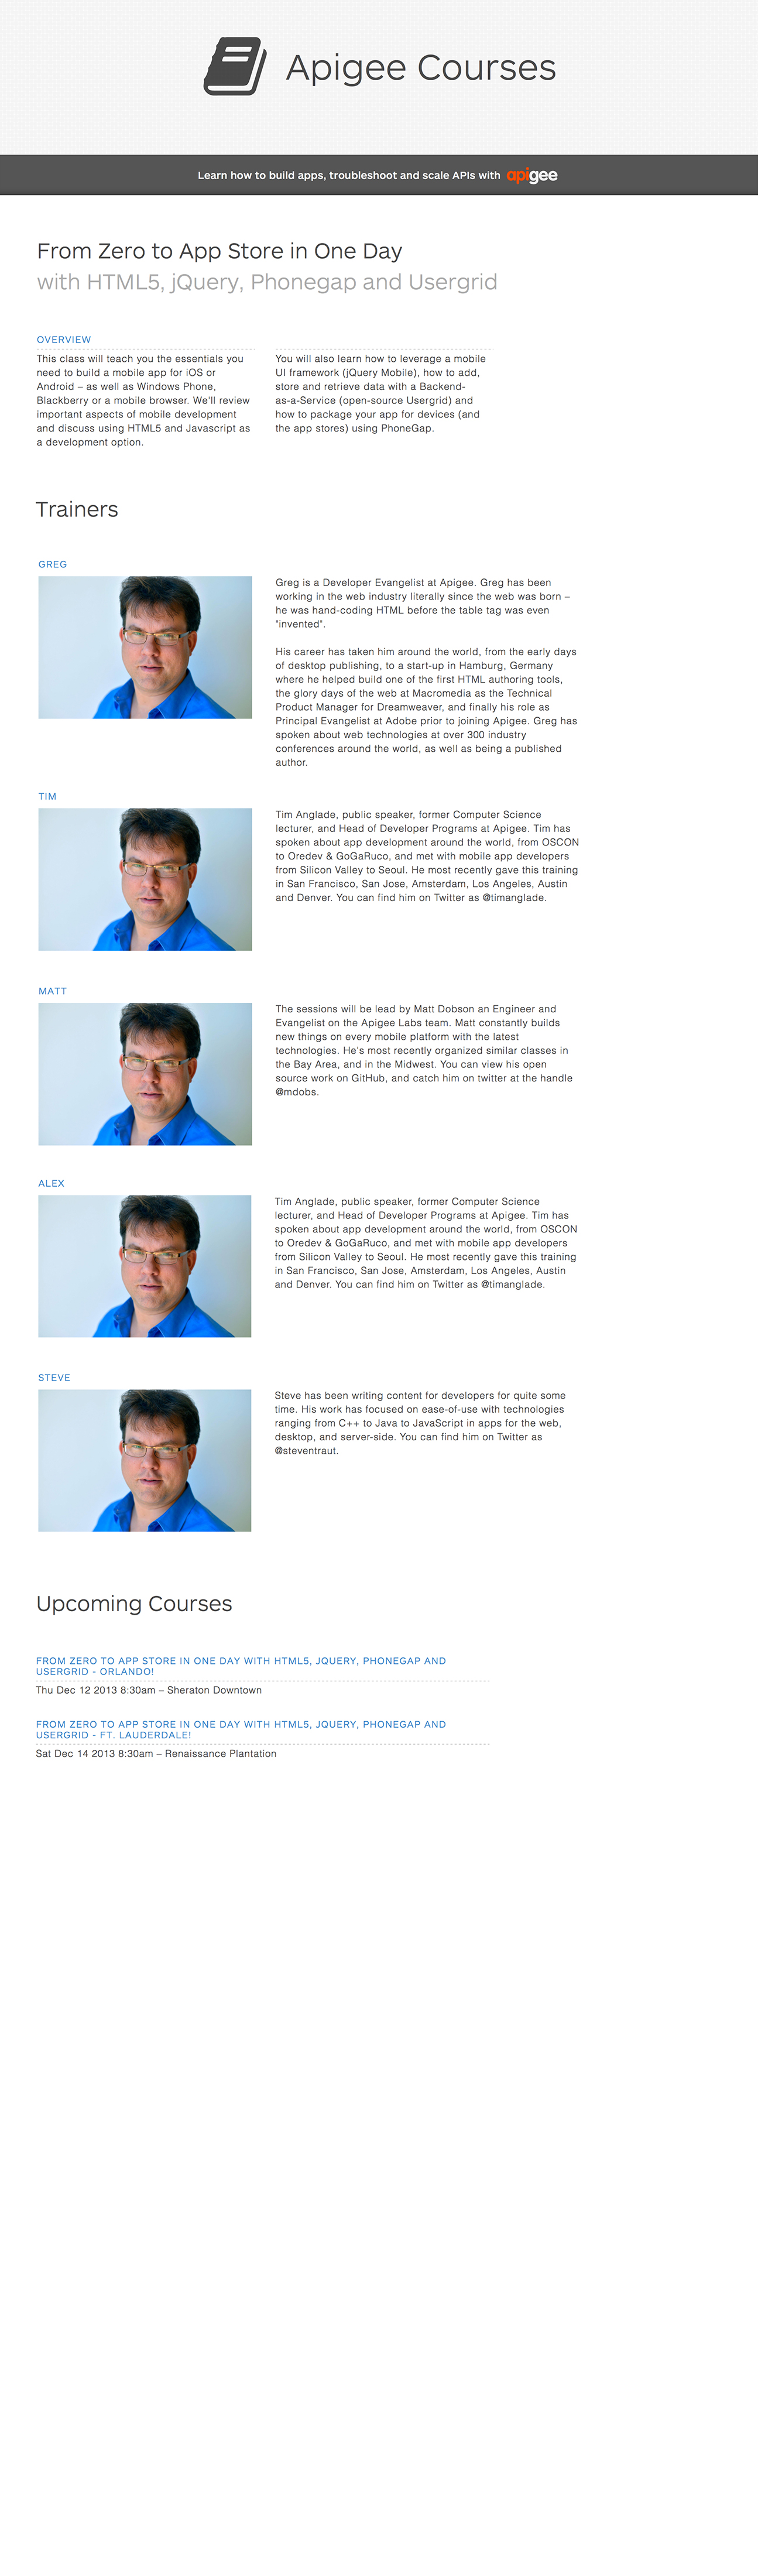 Apigee Courses
Learn how to build apps, troubleshoot and scale APIs with apigee
From Zero to App Store in One Day
with HTML5, jQuery, Phonegap and Usergrid
OVERVIEW
This class will teach you the essentials you
need to build a mobile app for iOS or
Android – as well as Windows Phone,
Blackberry or a mobile browser. We'll review
important aspects of mobile development
and discuss using HTML5 and Javascript as
a development option.
You will also learn how to leverage a mobile
UI framework (jQuery Mobile), how to add,
store and retrieve data with a Backend-
as-a-Service (open-source Usergrid) and
how to package your app for devices (and
the app stores) using PhoneGap.
Trainers
GREG
Greg is a Developer Evangelist at Apigee. Greg has been
working in the web industry literally since the web was born –
he was hand-coding HTML before the table tag was even
"invented".
His career has taken him around the world, from the early days
of desktop publishing, to a start-up in Hamburg, Germany
where he helped build one of the first HTML authoring tools,
the glory days of the web at Macromedia as the Technical
Product Manager for Dreamweaver, and finally his role as
Principal Evangelist at Adobe prior to joining Apigee. Greg has
spoken about web technologies at over 300 industry
conferences around the world, as well as being a published
author.
TIM
Tim Anglade, public speaker, former Computer Science
lecturer, and Head of Developer Programs at Apigee. Tim has
spoken about app development around the world, from OSCON
to Oredev & GoGaRuco, and met with mobile app developers
from Silicon Valley to Seoul. He most recently gave this training
in San Francisco, San Jose, Amsterdam, Los Angeles, Austin
and Denver. You can find him on Twitter as @timanglade.
MATT
The sessions will be lead by Matt Dobson an Engineer and
Evangelist on the Apigee Labs team. Matt constantly builds
new things on every mobile platform with the latest
technologies. He's most recently organized similar classes in
the Bay Area, and in the Midwest. You can view his open
source work on GitHub, and catch him on twitter at the handle
@mdobs.
ALEX
Tim Anglade, public speaker, former Computer Science
lecturer, and Head of Developer Programs at Apigee. Tim has
spoken about app development around the world, from OSCON
to Oredev & GoGaRuco, and met with mobile app developers
from Silicon Valley to Seoul. He most recently gave this training
in San Francisco, San Jose, Amsterdam, Los Angeles, Austin
and Denver. You can find him on Twitter as @timanglade.
STEVE
Steve has been writing content for developers for quite some
time. His work has focused on ease-of-use with technologies
ranging from C++ to Java to JavaScript in apps for the web,
desktop, and server-side. You can find him on Twitter as
@steventraut.
Upcoming Courses
FROM ZERO TO APP STORE IN ONE DAY WITH HTML5, JQUERY, PHONEGAP AND
USERGRID - ORLANDO!
Thu Dec 12 2013 8:30am – Sheraton Downtown
FROM ZERO TO APP STORE IN ONE DAY WITH HTML5, JQUERY, PHONEGAP AND
USERGRID - FT. LAUDERDALE!
Sat Dec 14 2013 8:30am – Renaissance Plantation